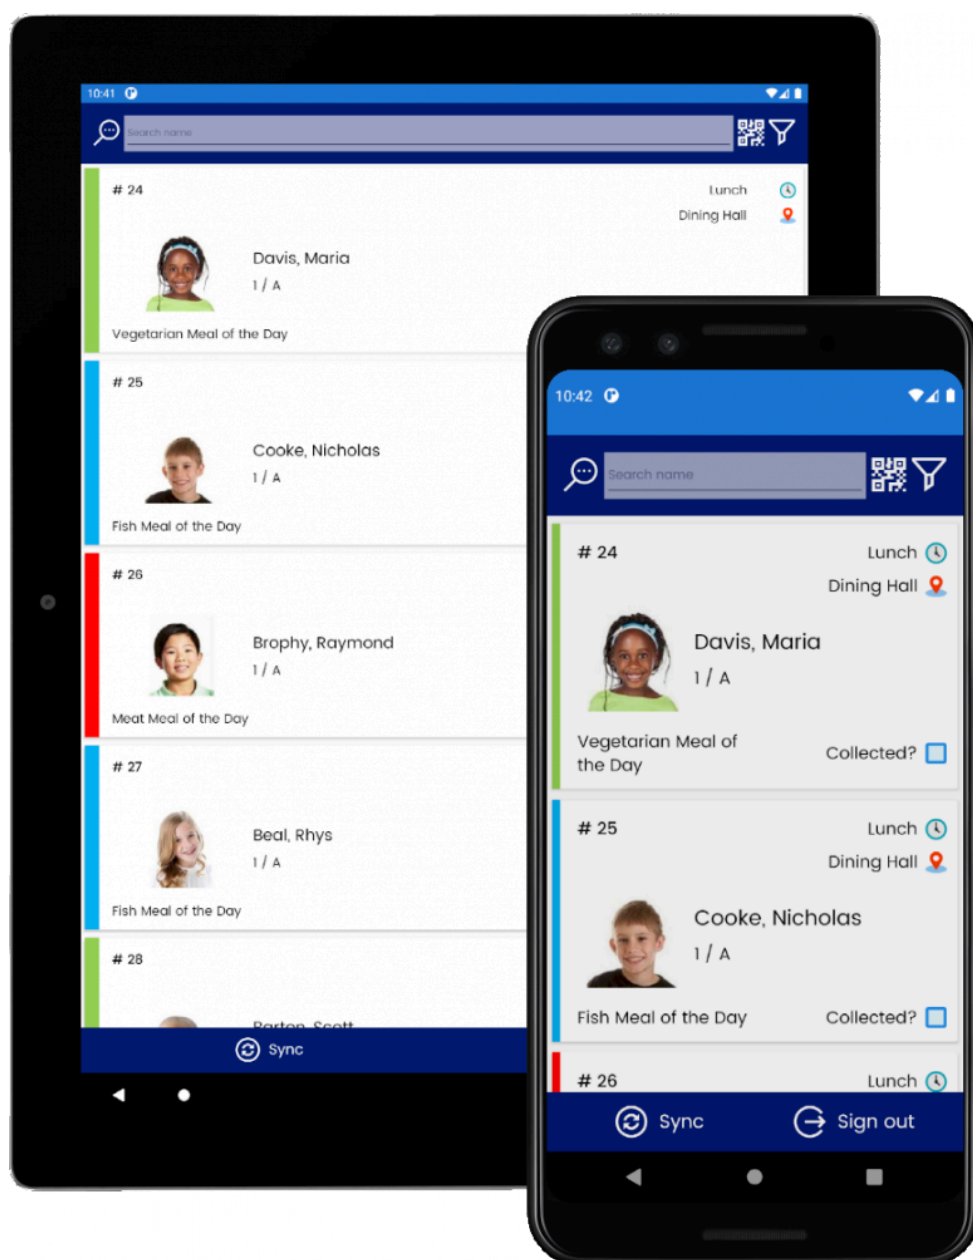 10:41
Search name
# 24
Lunch
Dining Hall
Davis, Maria
1 / A
Vegetarian Meal of the Day
# 25
Cooke, Nicholas
1 / A
Fish Meal of the Day
# 26
Brophy, Raymond
1 / A
Meat Meal of the Day
# 27
Beal, Rhys
1 / A
Fish Meal of the Day
# 28
Barton, Scott
Sync
10:42
Search name
# 24 Lunch
Dining Hall
Davis, Maria
1 / A
Vegetarian Meal of
the Day
Collected?
# 25 Lunch
Dining Hall
Cooke, Nicholas
1 / A
Fish Meal of the Day Collected?
# 26 Lunch
Sync Sign out